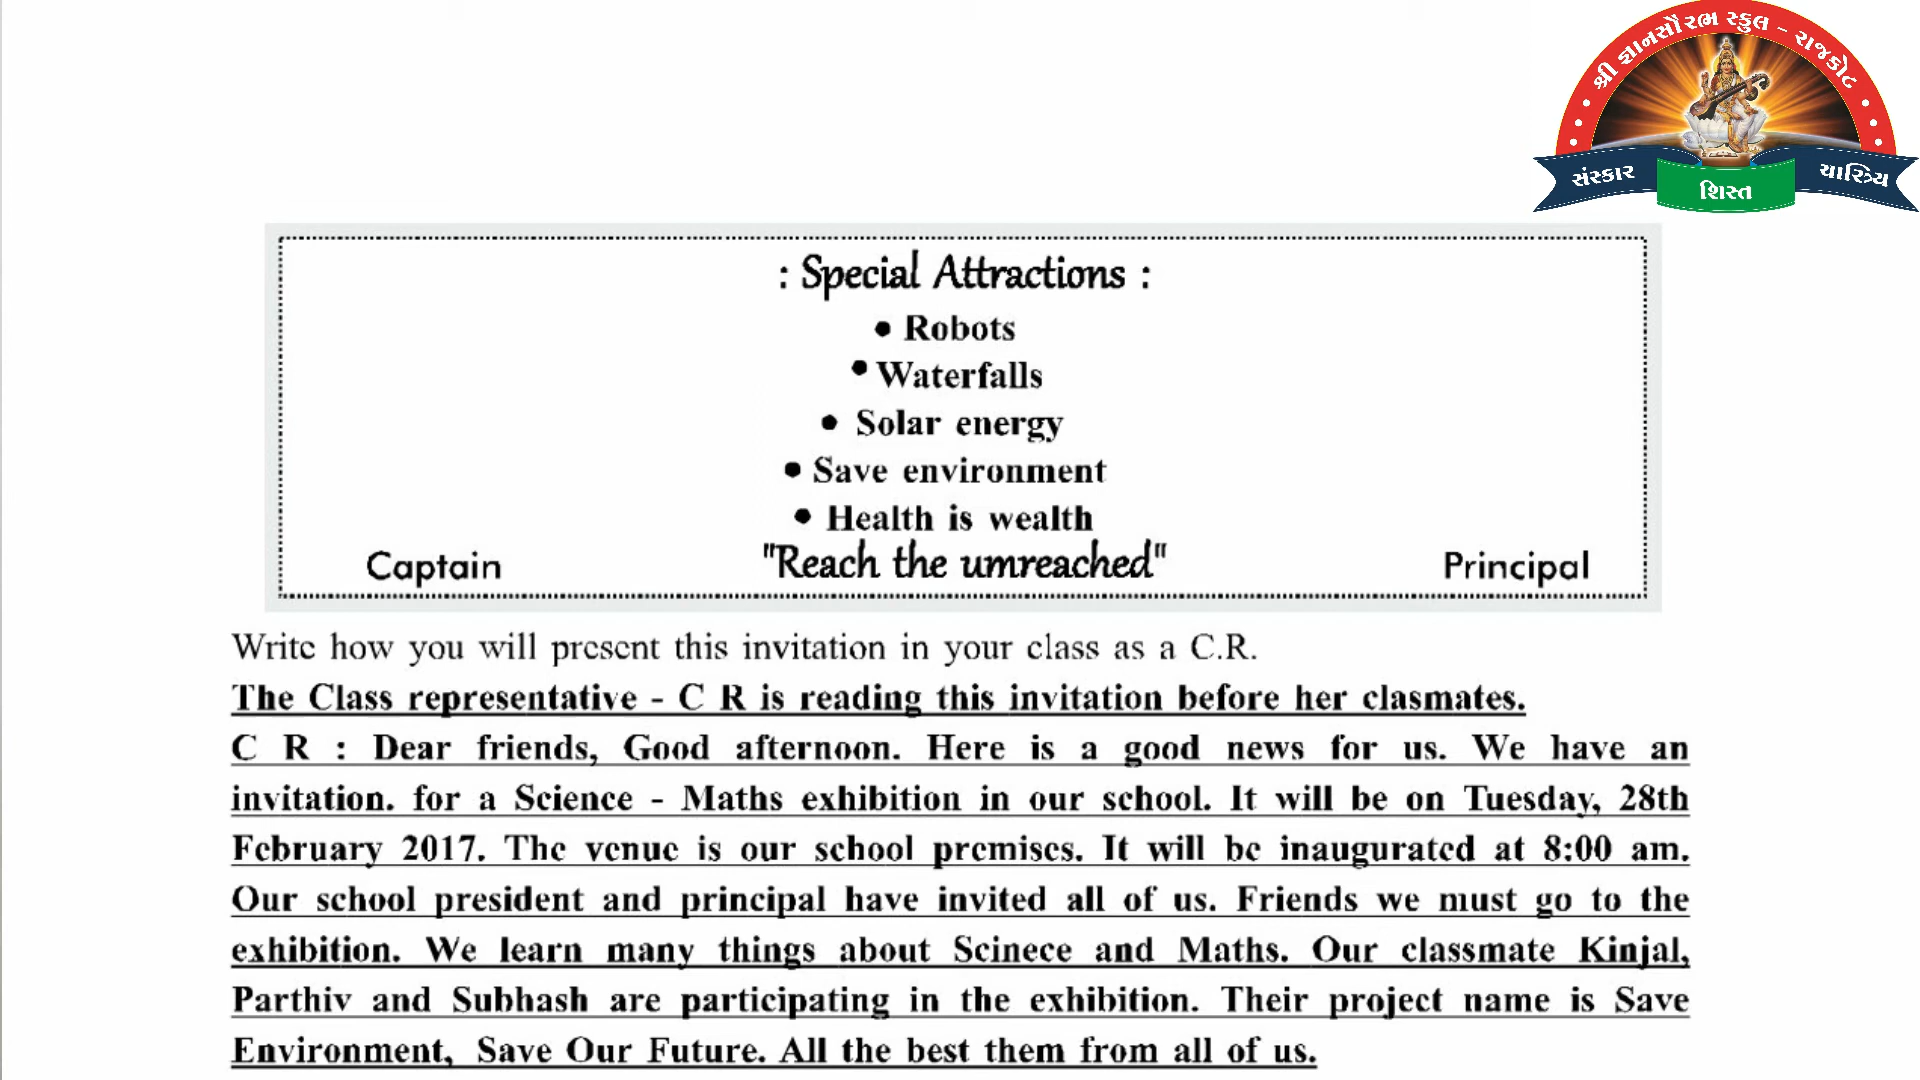 શ્રી જ્ઞાનસૌરભ સ્કુલ - રાજકોટ
સંસ્કાર
શિસ્ત
ચારિત્ર્ય
: Special Attractions :
• Robots
• Waterfalls
• Solar energy
• Save environment
• Health is wealth
Captain "Reach the umreached" Principal
Write how you will present this invitation in your class as a C.R.
The Class representative - C R is reading this invitation before her clasmates.
C R : Dear friends, Good afternoon. Here is a good news for us. We have an
invitation. for a Science - Maths exhibition in our school. It will be on Tuesday, 28th
February 2017. The venue is our school premises. It will be inaugurated at 8:00 am.
Our school president and principal have invited all of us. Friends we must go to the
exhibition. We learn many things about Scinece and Maths. Our classmate Kinjal,
Parthiv and Subhash are participating in the exhibition. Their project name is Save
Environment, Save Our Future. All the best them from all of us.